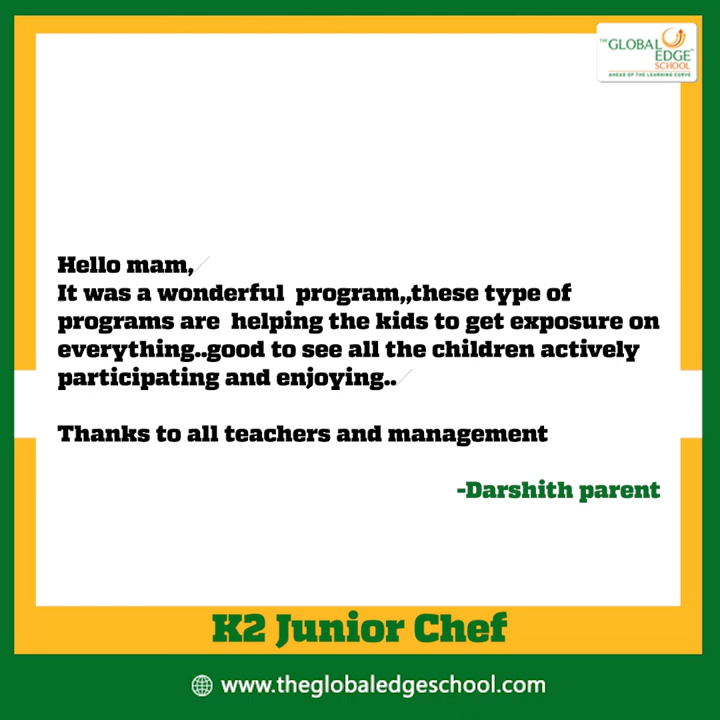 THE GLOBAL
EDGE
SCHOOL
AHEAD OF THE LEARNING CURVE
Hello mam,
It was a wonderful  program,,these type of
programs are  helping the kids to get exposure on
everything..good to see all the children actively
participating and enjoying..
Thanks to all teachers and management
-Darshith parent
K2 Junior Chef
www.theglobaledgeschool.com